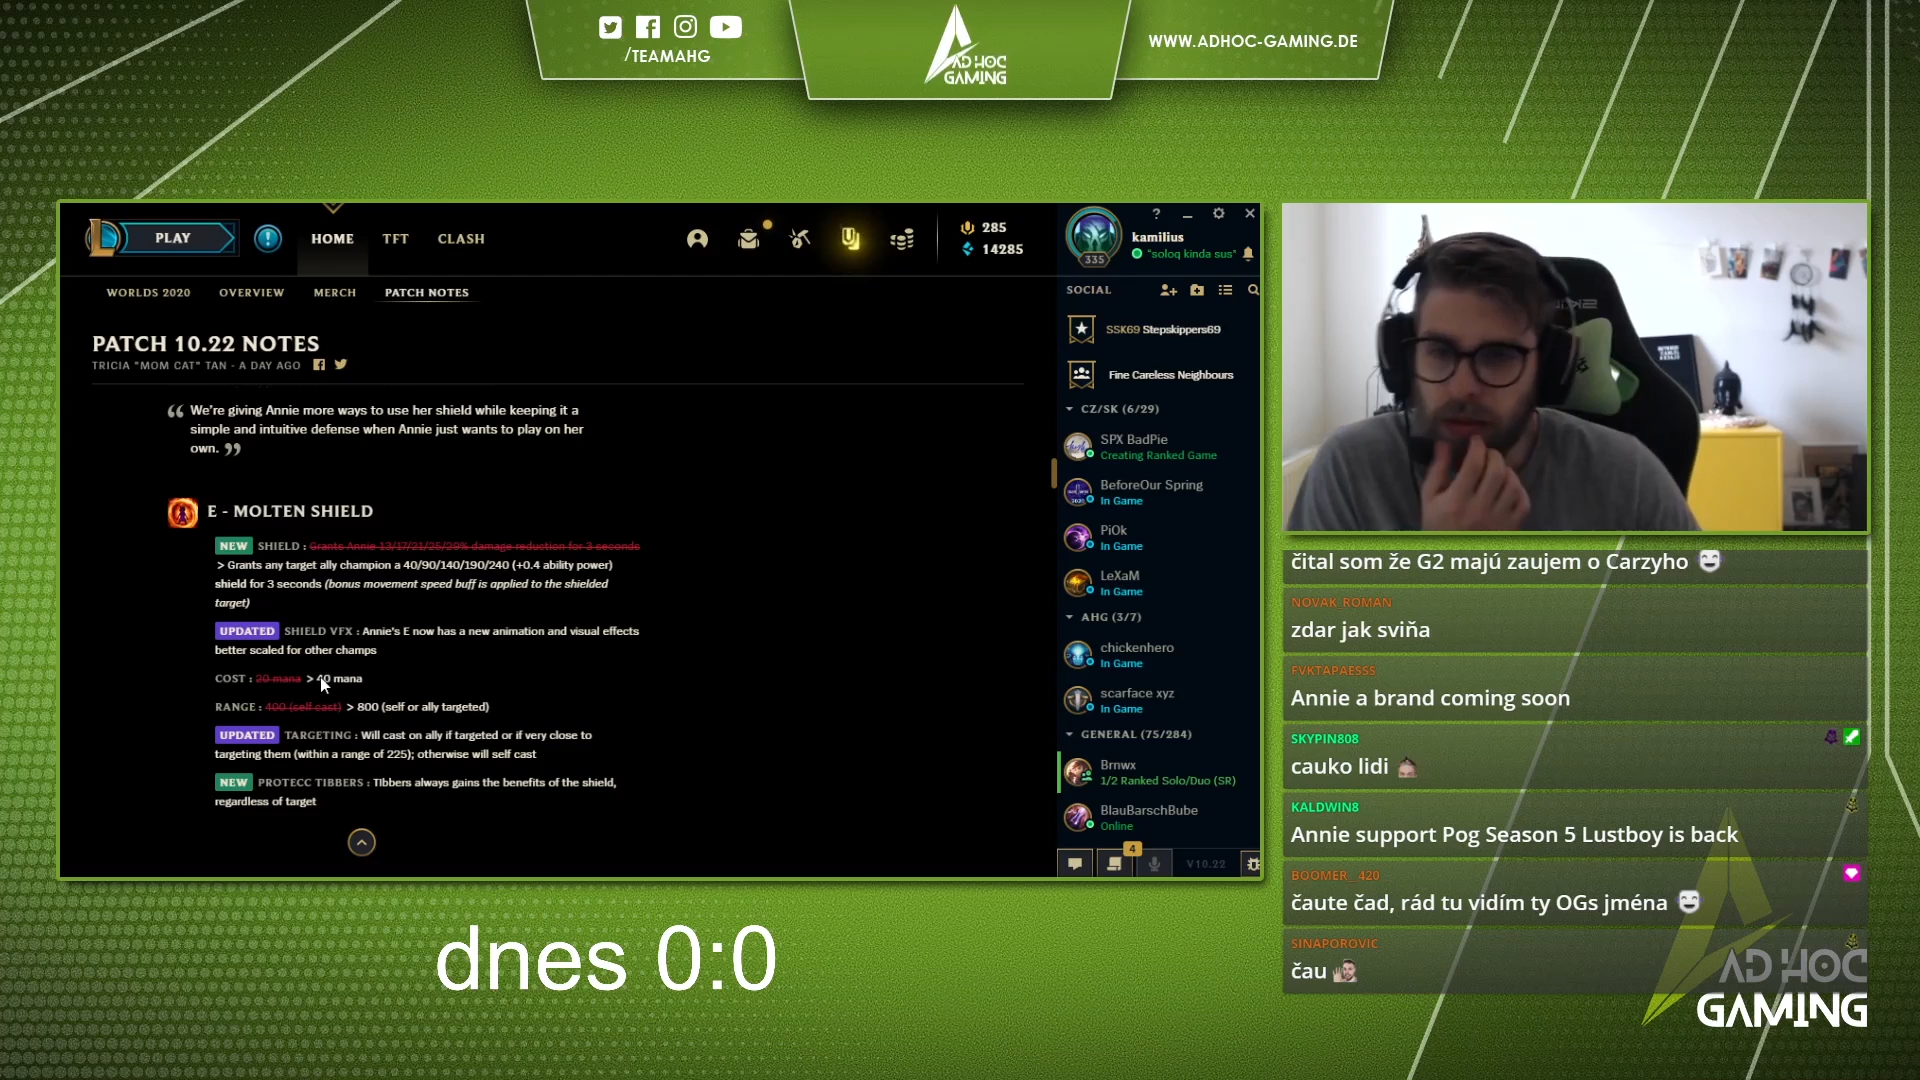 /TEAMAHG
AD HOC
GAMING
WWW.ADHOC-GAMING.DE
PLAY
HOME
TFT
CLASH
285
14285
335
kamilius
"soloq kinda sus"
WORLDS 2020
OVERVIEW
MERCH
PATCH NOTES
SOCIAL
PATCH 10.22 NOTES
TRICIA "MOM CAT" TAN - A DAY AGO
“ We're giving Annie more ways to use her shield while keeping it a
simple and intuitive defense when Annie just wants to play on her
own. ”
E - MOLTEN SHIELD
NEW SHIELD : Grants Annie 13/17/21/25/29% damage reduction for 3 seconds
> Grants any target ally champion a 40/90/140/190/240 (+0.4 ability power)
shield for 3 seconds (bonus movement speed buff is applied to the shielded
target)
UPDATED SHIELD VFX : Annie's E now has a new animation and visual effects
better scaled for other champs
COST : 20 mana > 40 mana
RANGE : 400 (self cast) > 800 (self or ally targeted)
UPDATED TARGETING : Will cast on ally if targeted or if very close to
targeting them (within a range of 225); otherwise will self cast
NEW PROTECC TIBBERS : Tibbers always gains the benefits of the shield,
regardless of target
SSK69 Stepskippers69
Fine Careless Neighbours
CZ/SK (6/29)
SPX BadPie
Creating Ranked Game
BeforeOur Spring
In Game
PiOk
In Game
LeXaM
In Game
AHG (3/7)
chickenhero
In Game
scarface xyz
In Game
GENERAL (75/284)
Brnwx
1/2 Ranked Solo/Duo (SR)
BlauBarschBube
Online
4
V10.22
čital som že G2 majú zaujem o Carzyho
NOVAK_ROMAN
zdar jak sviňa
FVKTAPAESSS
Annie a brand coming soon
SKYPIN808
cauko lidi
KALDWIN8
Annie support Pog Season 5 Lustboy is back
BOOMER__420
čaute čad, rád tu vidím ty OGs jména
SINAPOROVIC
čau
dnes 0:0
AD HOC
GAMING